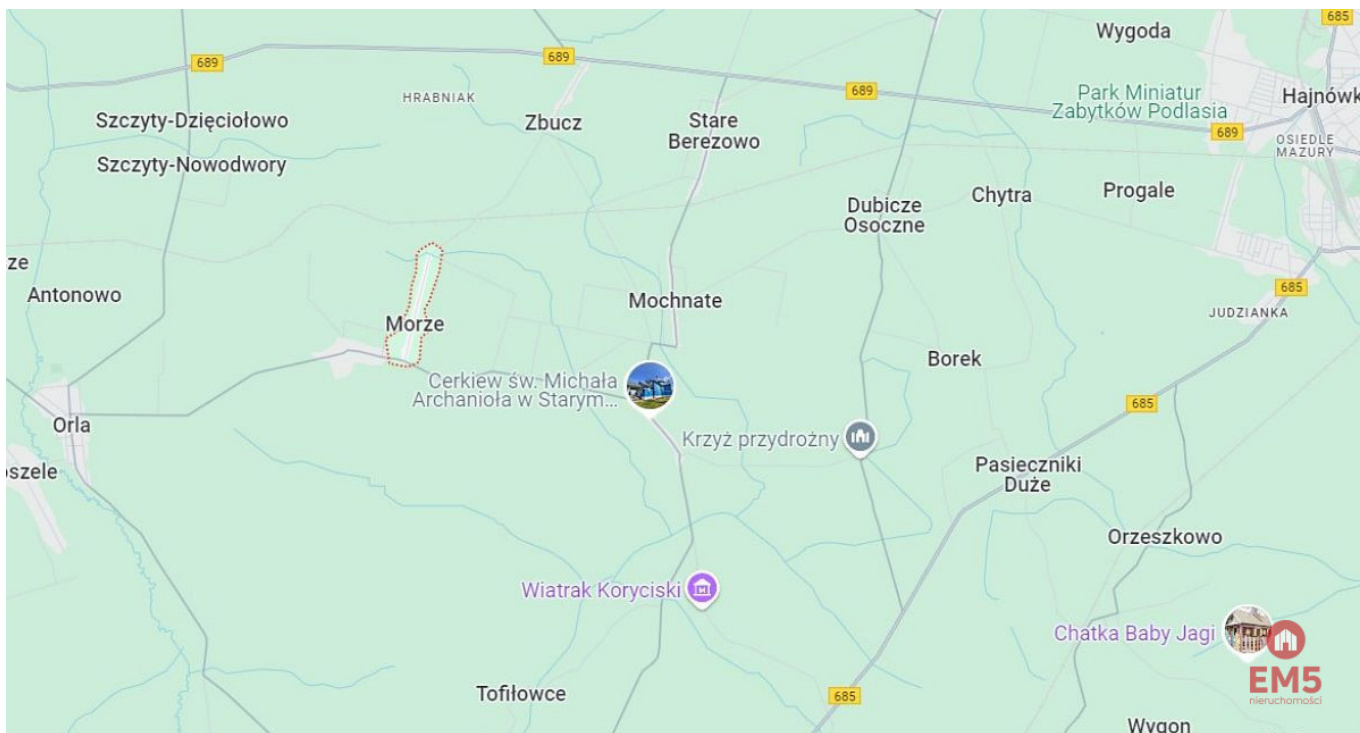 685
Wygoda
689
689
689
HRABNIAK
Park Miniatur
Zabytków Podlasia
Hajnówk
Szczyty-Dzięciołowo
Zbucz
Stare
Berezowo
689
OSIEDLE
MAZURY
Szczyty-Nowodwory
Dubicze
Osoczne
Chytra
Progale
ze
Antonowo
Mochnate
685
JUDZIANKA
Morze
Borek
Cerkiew św. Michała
Archanioła w Starym...
685
Orla
Krzyż przydrożny
oszele
Pasieczniki
Duże
Orzeszkowo
Wiatrak Koryciski
Chatka Baby Jagi
Tofiłowce
685
EM5
nieruchomości
Wygon